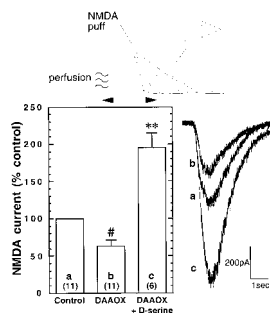 NMDA
puff
perfusion
NMDA current (% control)
250
200
150
100
50
0
**
#
a
(11)
b
(11)
c
(6)
Control
DAAOX
DAAOX
+ D-serine
b
a
c
200pA
1sec